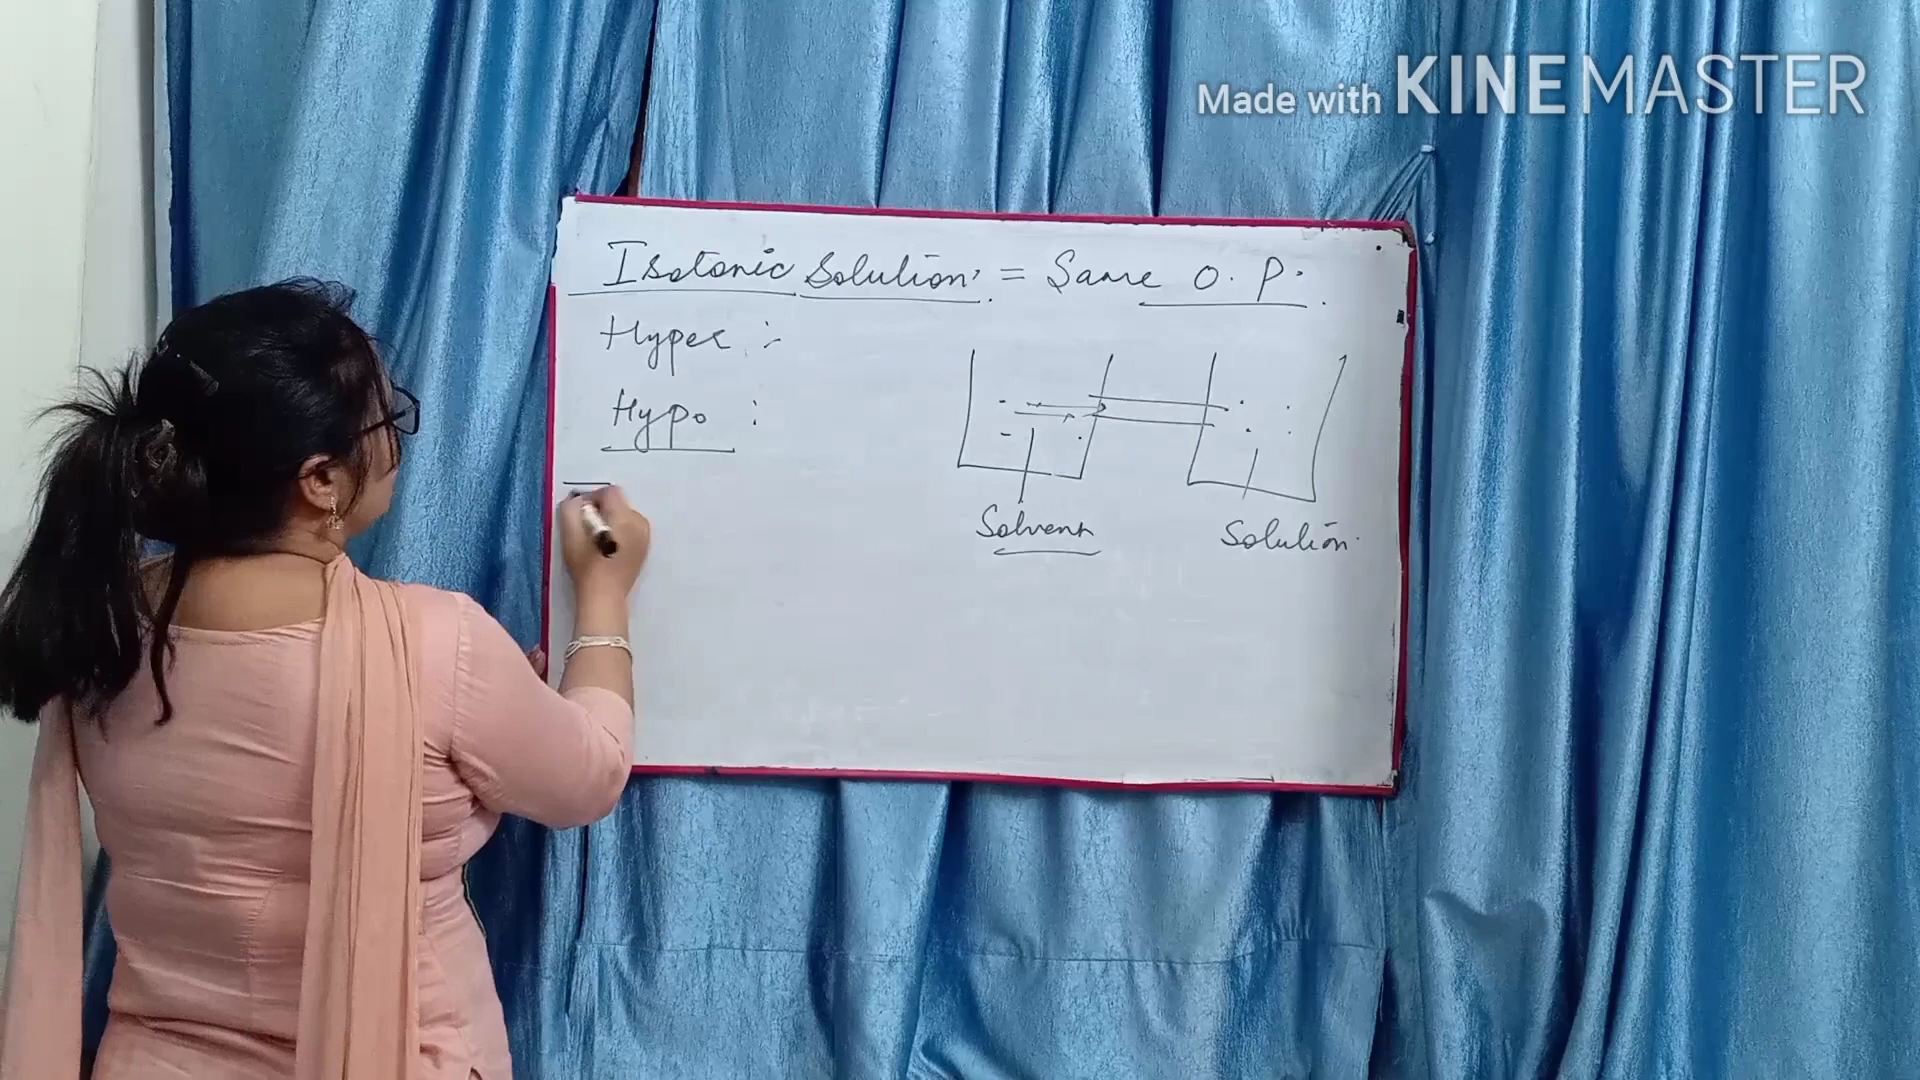 Made with KINEMASTER
Isotonic Solution: = Same O.P.
Hyper :-
Hypo :
Solvent
Solution.